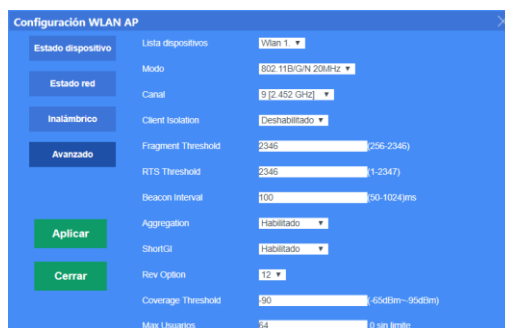 Configuración WLAN AP
Estado dispositivo
Estado red
Inalámbrico
Avanzado
Aplicar
Cerrar
Lista dispositivos Wlan 1.
Modo 802.11B/G/N 20MHz
Canal 9 [2.452 GHz]
Client Isolation Deshabilitado
Fragment Threshold 2346 (256-2346)
RTS Threshold 2346 (1-2347)
Beacon Interval 100 (50-1024)ms
Aggregation Habilitado
ShortGI Habilitado
Rev Option 12
Coverage Threshold -90 (-65dBm~-95dBm)
Max Usuarios 64 0 sin limite